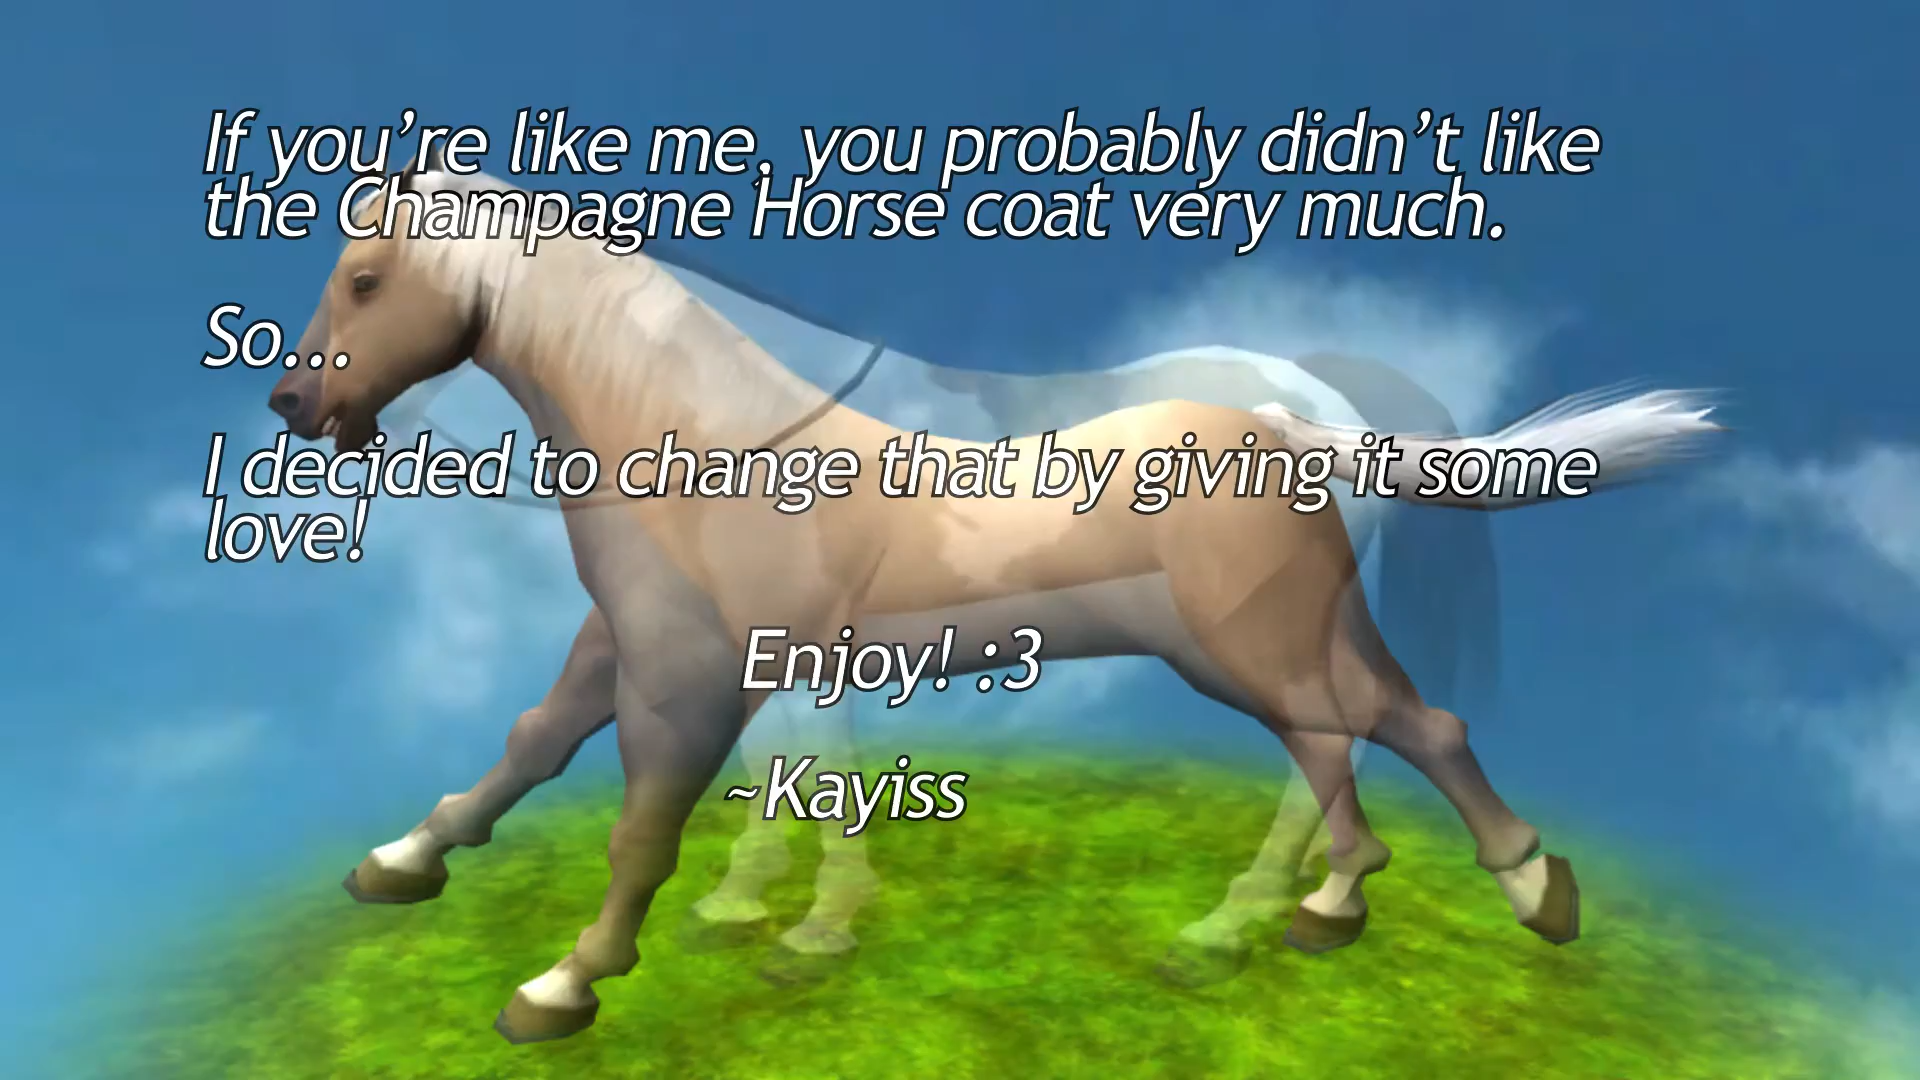 If you’re like me, you probably didn’t like
the Champagne Horse coat very much.
So...
I decided to change that by giving it some
love!
Enjoy! :3
~Kayiss